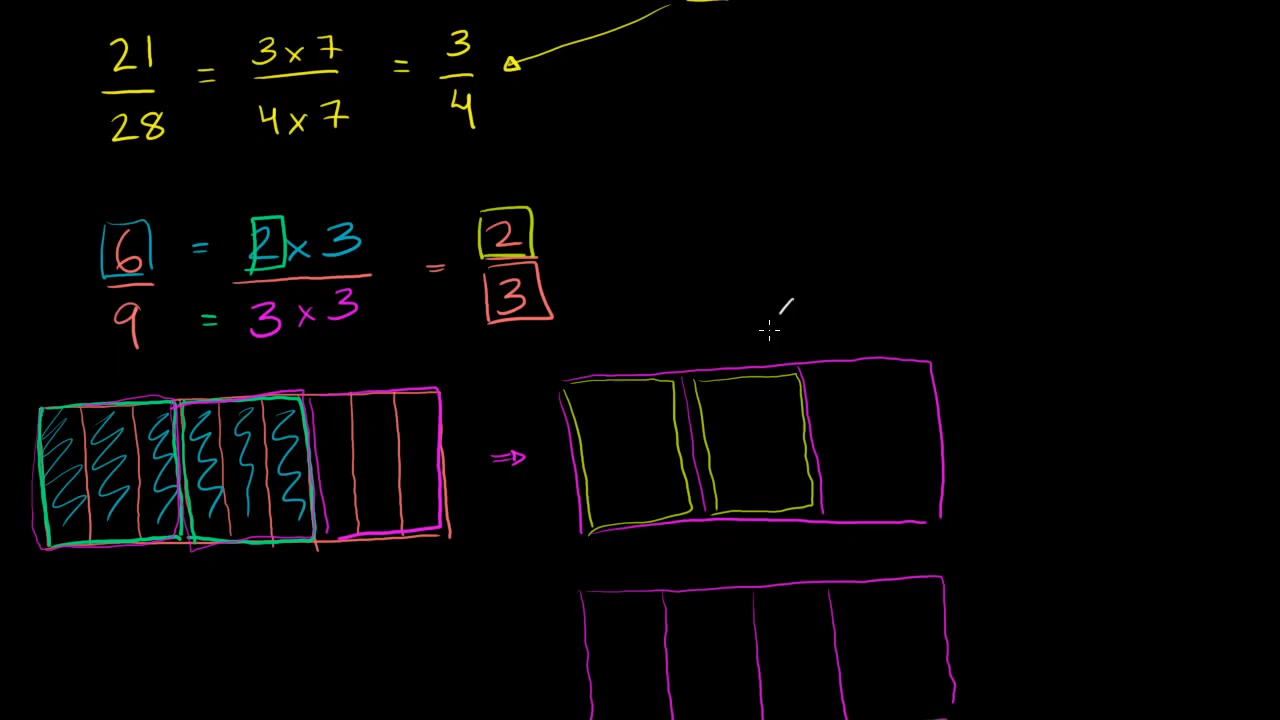 21/28 = 3 x 7/4 x 7 = 3/4
6/9 = 2 x 3/3 x 3 = 2/3
=
⇒